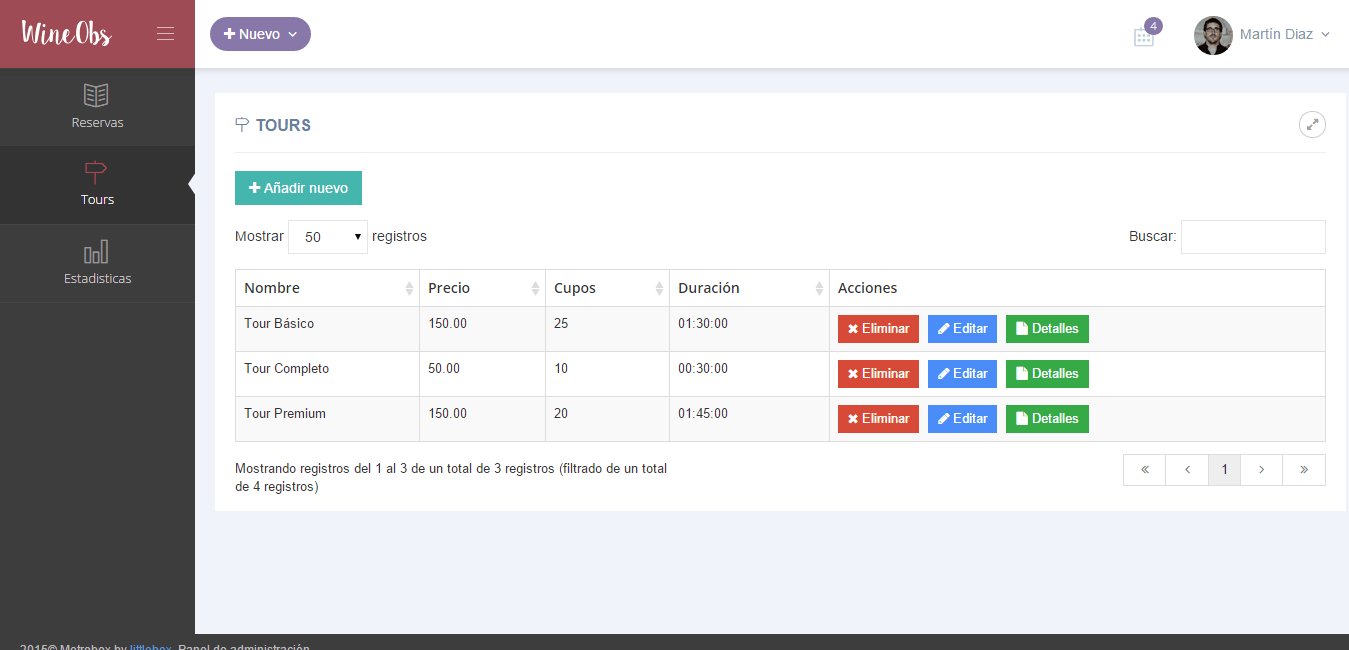 WineObs
Nuevo
4
Martín Diaz
Reservas
Tours
Estadisticas
TOURS
Añadir nuevo
Mostrar 50 registros
Buscar:
Nombre Precio Cupos Duración Acciones
Tour Básico 150.00 25 01:30:00 Eliminar Editar Detalles
Tour Completo 50.00 10 00:30:00 Eliminar Editar Detalles
Tour Premium 150.00 20 01:45:00 Eliminar Editar Detalles
Mostrando registros del 1 al 3 de un total de 3 registros (filtrado de un total
de 4 registros)
« ‹ 1 › »
2015© Metrobox by littlebox. Panel de administración